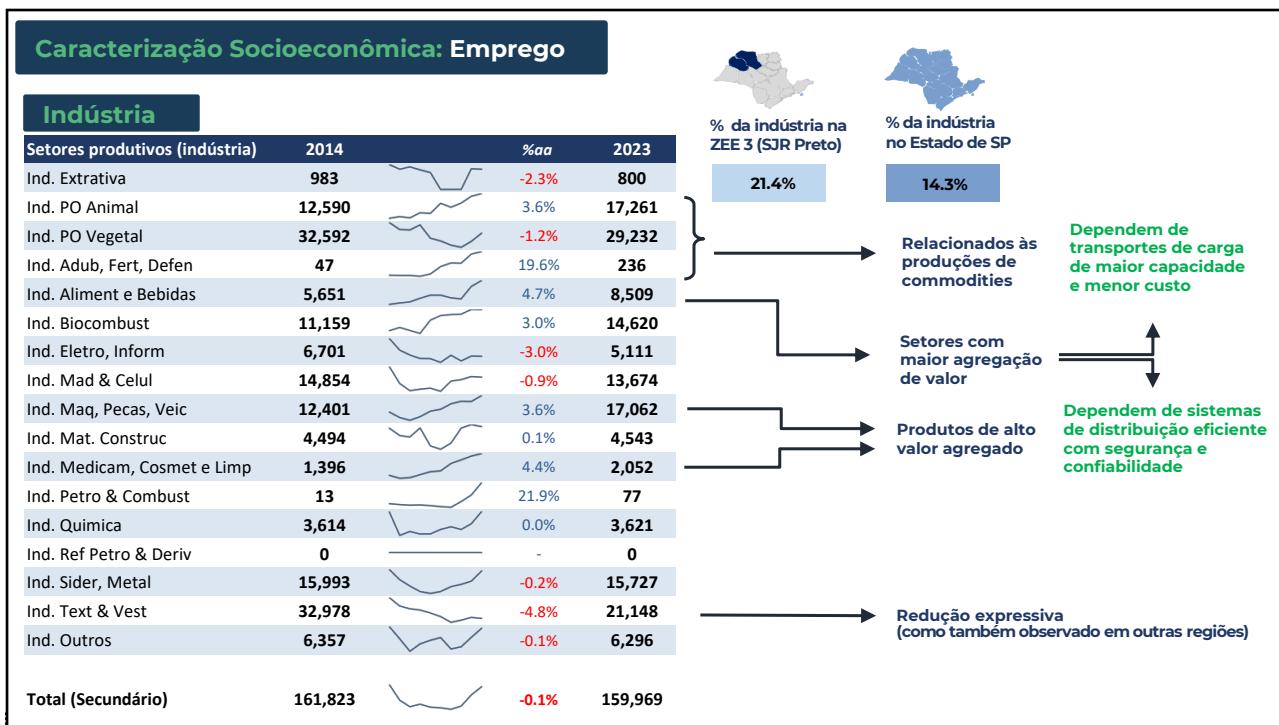 Caracterização Socioeconômica: Emprego
Indústria
% da indústria na
ZEE 3 (SJR Preto)
21.4%
% da indústria
no Estado de SP
14.3%
Setores produtivos (indústria) 2014 %aa 2023
Ind. Extrativa 983 -2.3% 800
Ind. PO Animal 12,590 3.6% 17,261
Ind. PO Vegetal 32,592 -1.2% 29,232
Ind. Adub, Fert, Defen 47 19.6% 236
Ind. Aliment e Bebidas 5,651 4.7% 8,509
Ind. Biocombust 11,159 3.0% 14,620
Ind. Eletro, Inform 6,701 -3.0% 5,111
Ind. Mad & Celul 14,854 -0.9% 13,674
Ind. Maq, Pecas, Veic 12,401 3.6% 17,062
Ind. Mat. Construc 4,494 0.1% 4,543
Ind. Medicam, Cosmet e Limp 1,396 4.4% 2,052
Ind. Petro & Combust 13 21.9% 77
Ind. Quimica 3,614 0.0% 3,621
Ind. Ref Petro & Deriv 0 - 0
Ind. Sider, Metal 15,993 -0.2% 15,727
Ind. Text & Vest 32,978 -4.8% 21,148
Ind. Outros 6,357 -0.1% 6,296
Total (Secundário) 161,823 -0.1% 159,969
Relacionados às
produções de
commodities
Setores com
maior agregação
de valor
Produtos de alto
valor agregado
Redução expressiva
(como também observado em outras regiões)
Dependem de
transportes de carga
de maior capacidade
e menor custo
Dependem de sistemas
de distribuição eficiente
com segurança e
confiabilidade